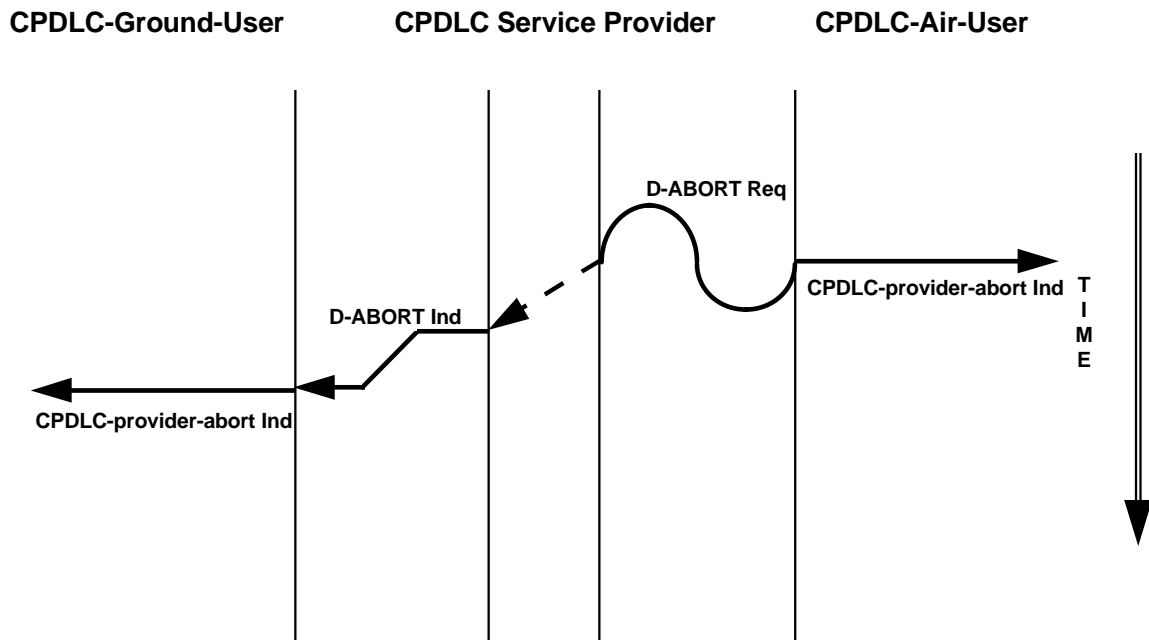 CPDLC-Ground-User
CPDLC Service Provider
CPDLC-Air-User
D-ABORT Req
CPDLC-provider-abort Ind
D-ABORT Ind
CPDLC-provider-abort Ind
T
I
M
E